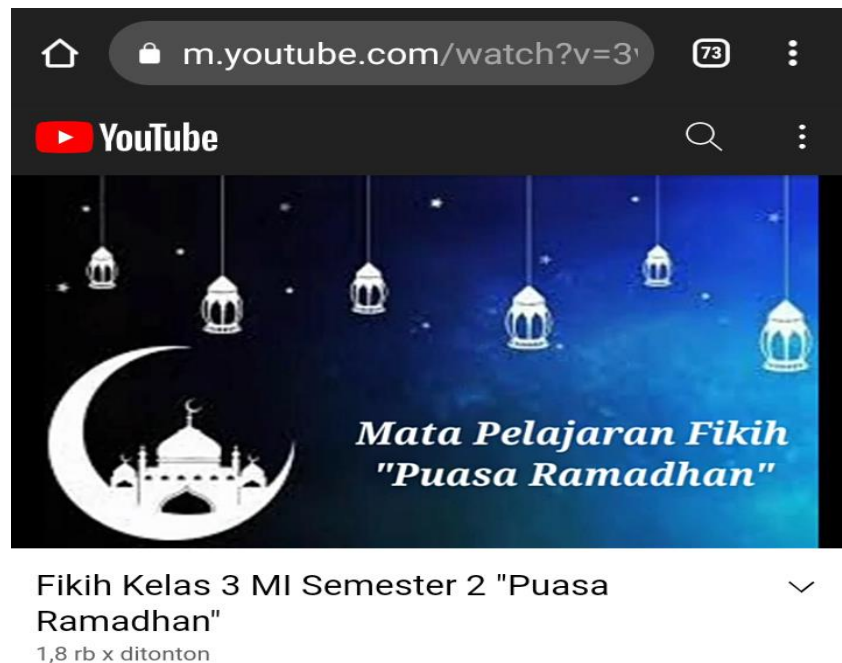 m.youtube.com/watch?v=3
73
YouTube
Mata Pelajaran Fikih
"Puasa Ramadhan"
Fikih Kelas 3 MI Semester 2 "Puasa
Ramadhan"
1,8 rb x ditonton